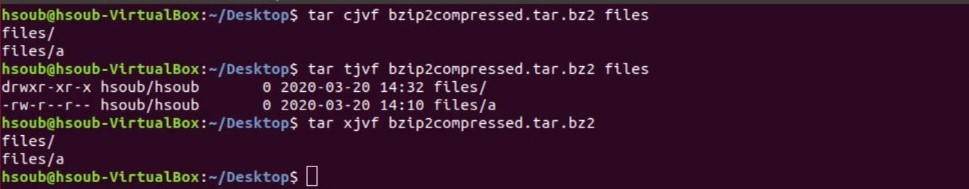 hsoub@hsoub-VirtualBox:~/Desktop$ tar cjvf bzip2compressed.tar.bz2 files
files/
files/a
hsoub@hsoub-VirtualBox:~/Desktop$ tar tjvf bzip2compressed.tar.bz2 files
drwxr-xr-x hsoub/hsoub       0 2020-03-20 14:32 files/
-rw-r--r-- hsoub/hsoub       0 2020-03-20 14:10 files/a
hsoub@hsoub-VirtualBox:~/Desktop$ tar xjvf bzip2compressed.tar.bz2
files/
files/a
hsoub@hsoub-VirtualBox:~/Desktop$